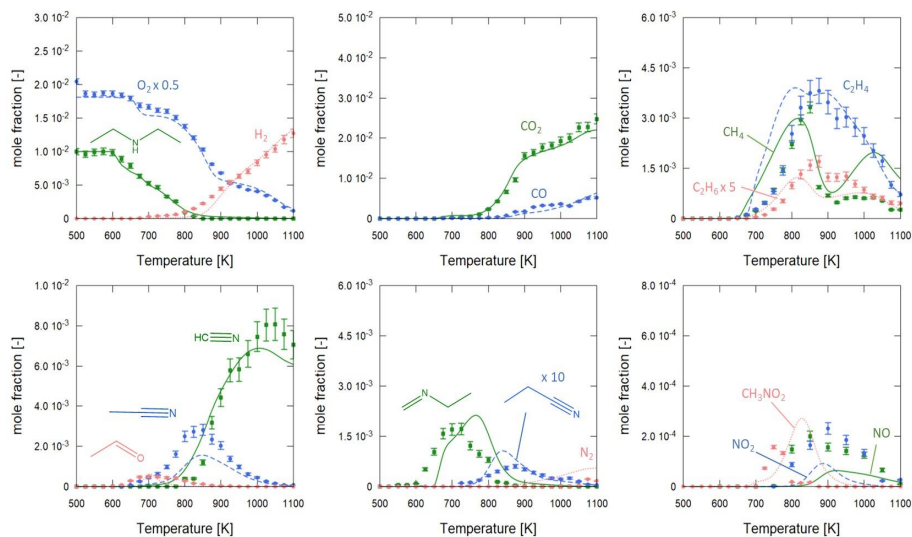 3.0 10-2
2.5 10-2
2.0 10-2
1.5 10-2
1.0 10-2
5.0 10-3
0
mole fraction [-]
O2 x 0.5
H2
N
H
500 600 700 800 900 1000 1100
Temperature [K]
5.0 10-2
4.0 10-2
3.0 10-2
2.0 10-2
1.0 10-2
0
mole fraction [-]
CO2
CO
500 600 700 800 900 1000 1100
Temperature [K]
6.0 10-3
4.5 10-3
3.0 10-3
1.5 10-3
0
mole fraction [-]
C2H4
CH4
C2H6 x 5
500 600 700 800 900 1000 1100
Temperature [K]
1.0 10-2
8.0 10-3
6.0 10-3
4.0 10-3
2.0 10-3
0
mole fraction [-]
HC N
N
O
500 600 700 800 900 1000 1100
Temperature [K]
6.0 10-3
4.5 10-3
3.0 10-3
1.5 10-3
0
mole fraction [-]
N
x 10
N
N2
500 600 700 800 900 1000 1100
Temperature [K]
8.0 10-4
6.0 10-4
4.0 10-4
2.0 10-4
0
mole fraction [-]
CH3NO2
NO2
NO
500 600 700 800 900 1000 1100
Temperature [K]